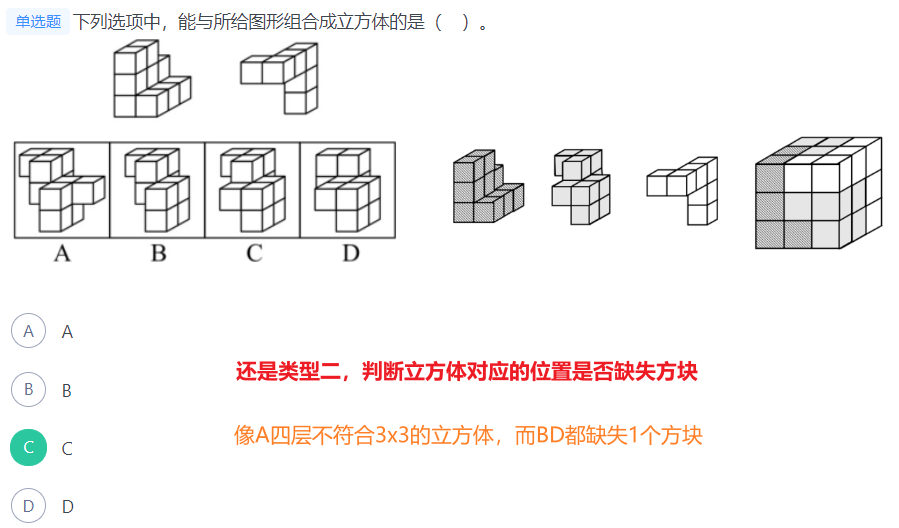 单选题 下列选项中，能与所给图形组合成立方体的是（ ）。
A B C D
A A
B B
C C
D D
还是类型二，判断立方体对应的位置是否缺失方块
像A四层不符合3x3的立方体，而BD都缺失1个方块